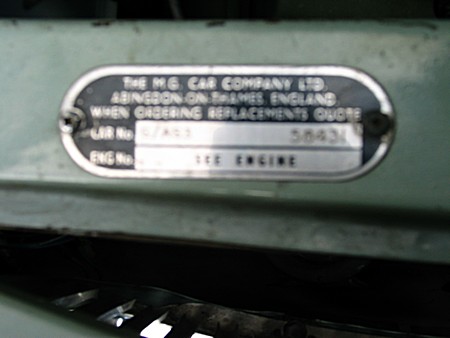 THE M.G. CAR COMPANY LTD.
ABINGDON-ON-THAMES ENGLAND
WHEN ORDERING REPLACEMENTS QUOTE
CAR No.
ENG No. SEE ENGINE